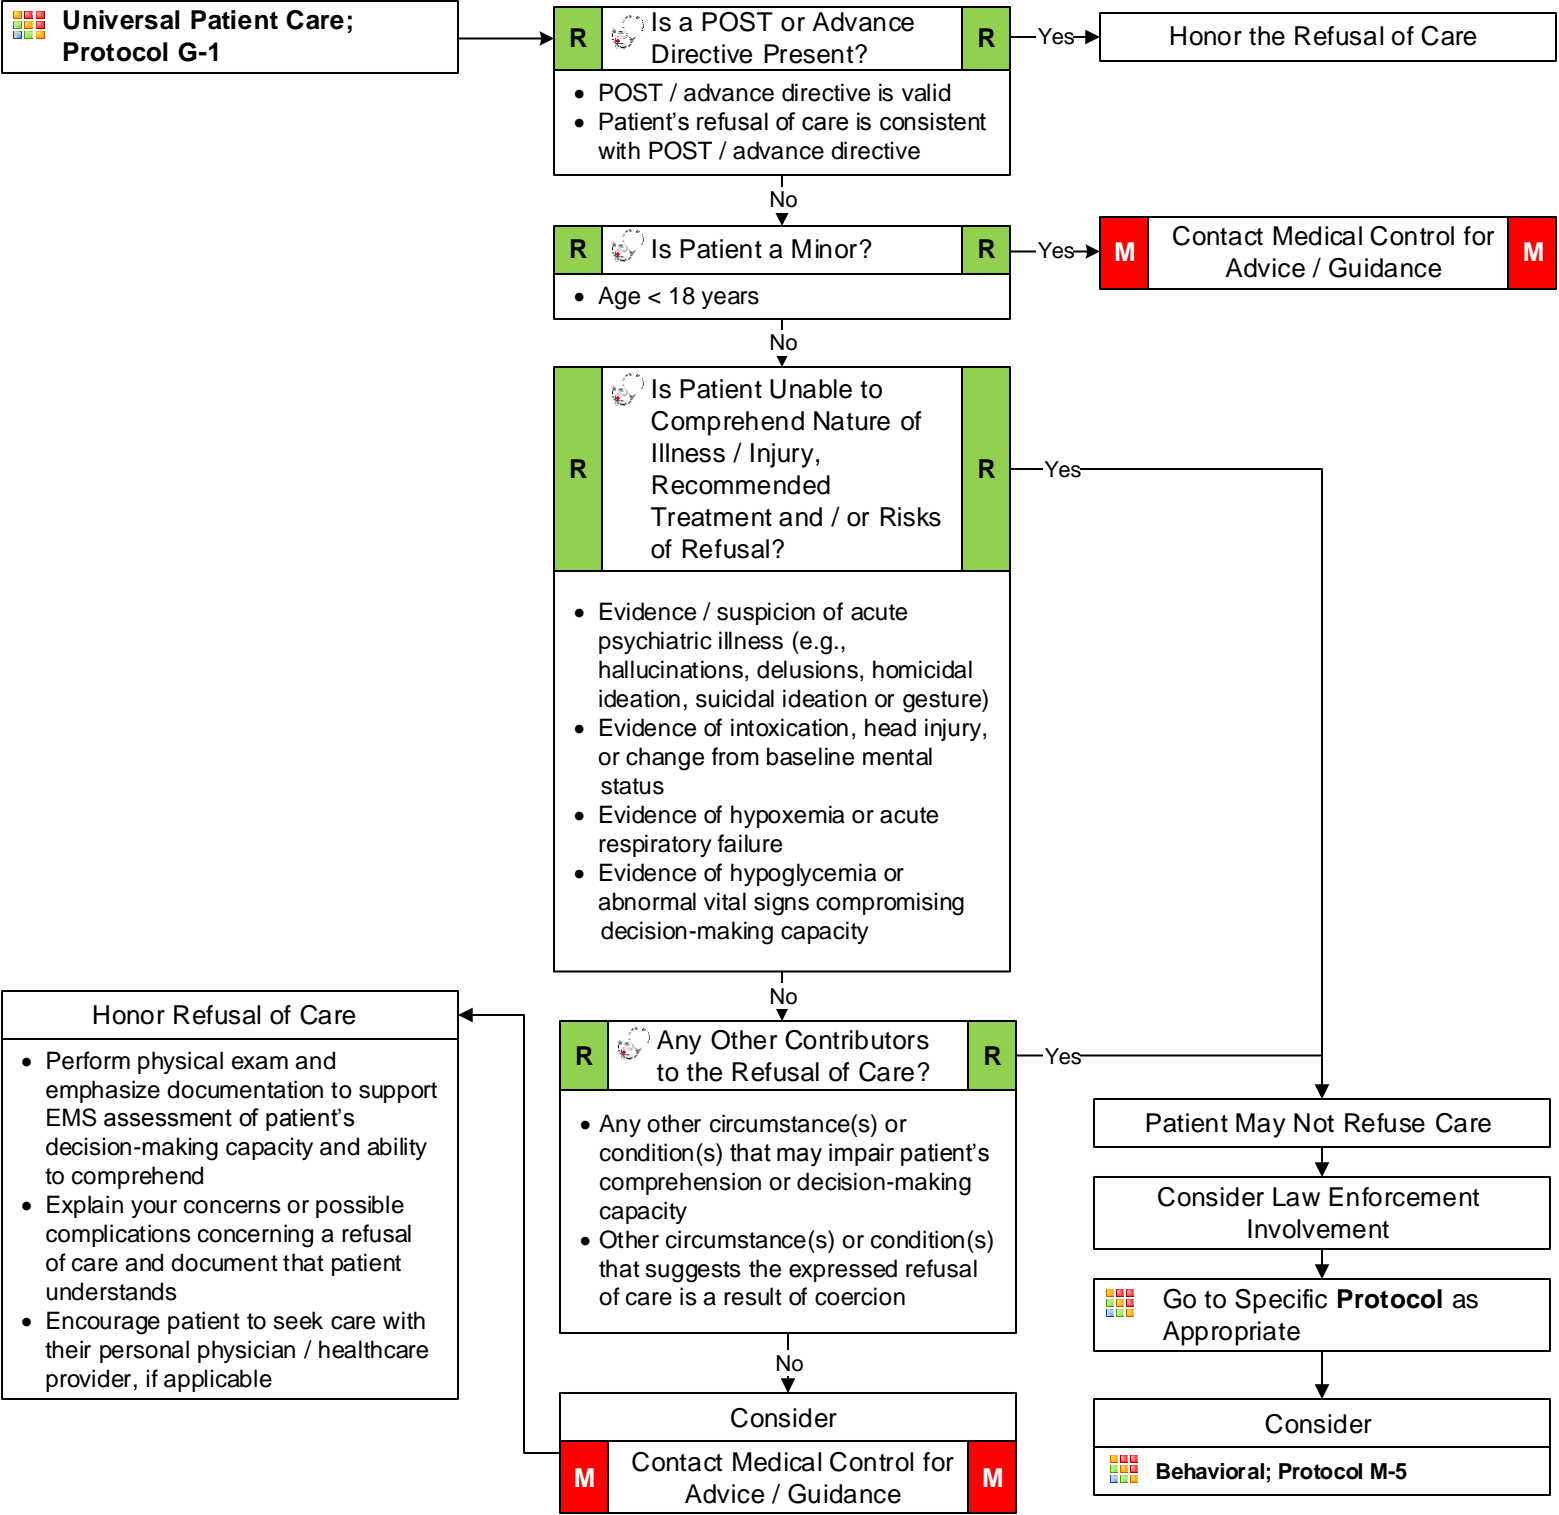 Universal Patient Care;
Protocol G-1
R
Is a POST or Advance
Directive Present?
R
Yes
Honor the Refusal of Care
• POST / advance directive is valid
• Patient’s refusal of care is consistent
with POST / advance directive
No
R
Is Patient a Minor?
R
Yes
M
Contact Medical Control for
Advice / Guidance
M
• Age < 18 years
No
R
Is Patient Unable to
Comprehend Nature of
Illness / Injury,
Recommended
Treatment and / or Risks
of Refusal?
R
Yes
• Evidence / suspicion of acute
psychiatric illness (e.g.,
hallucinations, delusions, homicidal
ideation, suicidal ideation or gesture)
• Evidence of intoxication, head injury,
or change from baseline mental
status
• Evidence of hypoxemia or acute
respiratory failure
• Evidence of hypoglycemia or
abnormal vital signs compromising
decision-making capacity
No
R
Any Other Contributors
to the Refusal of Care?
R
Yes
• Any other circumstance(s) or
condition(s) that may impair patient’s
comprehension or decision-making
capacity
• Other circumstance(s) or condition(s)
that suggests the expressed refusal
of care is a result of coercion
No
Consider
M
Contact Medical Control for
Advice / Guidance
M
Honor Refusal of Care
• Perform physical exam and
emphasize documentation to support
EMS assessment of patient’s
decision-making capacity and ability
to comprehend
• Explain your concerns or possible
complications concerning a refusal
of care and document that patient
understands
• Encourage patient to seek care with
their personal physician / healthcare
provider, if applicable
Patient May Not Refuse Care
Consider Law Enforcement
Involvement
Go to Specific Protocol as
Appropriate
Consider
Behavioral; Protocol M-5